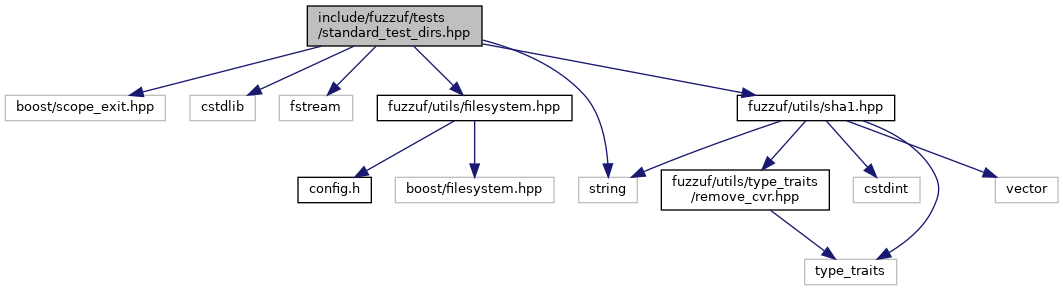 include/fuzzuf/tests
/standard_test_dirs.hpp
boost/scope_exit.hpp
cstdlib
fstream
fuzzuf/utils/filesystem.hpp
fuzzuf/utils/sha1.hpp
config.h
boost/filesystem.hpp
string
fuzzuf/utils/type_traits
/remove_cvr.hpp
cstdint
vector
type_traits